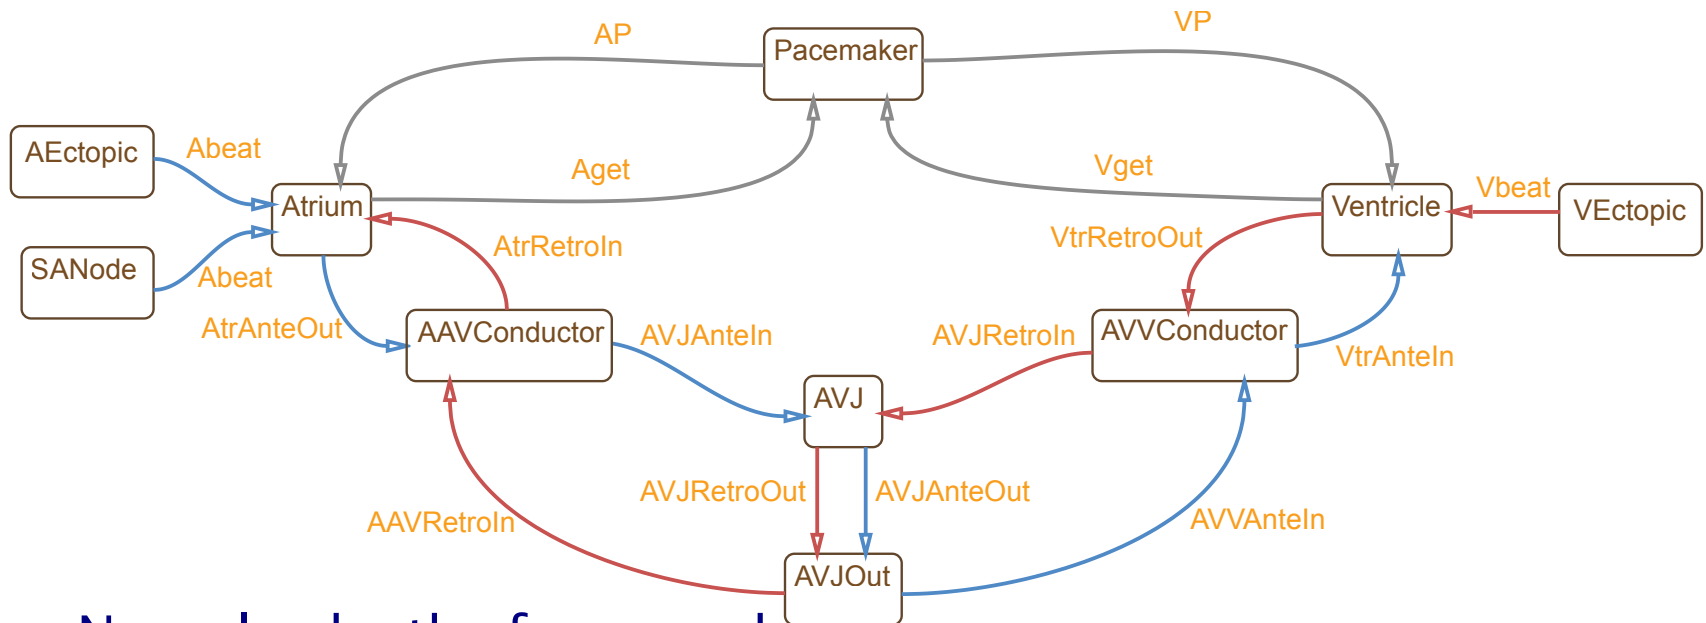 AP
VP
Pacemaker
AEctopic
Abeat
Aget
Vget
Atrium
Ventricle
Vbeat
VEctopic
SANode
Abeat
AtrRetroIn
VtrRetroOut
AtrAnteOut
AAVConductor
AVJAnteIn
AVJRetroIn
AVVConductor
VtrAnteIn
AVJ
AVJRetroOut
AVJAnteOut
AAVRetroIn
AVVAnteIn
AVJOut